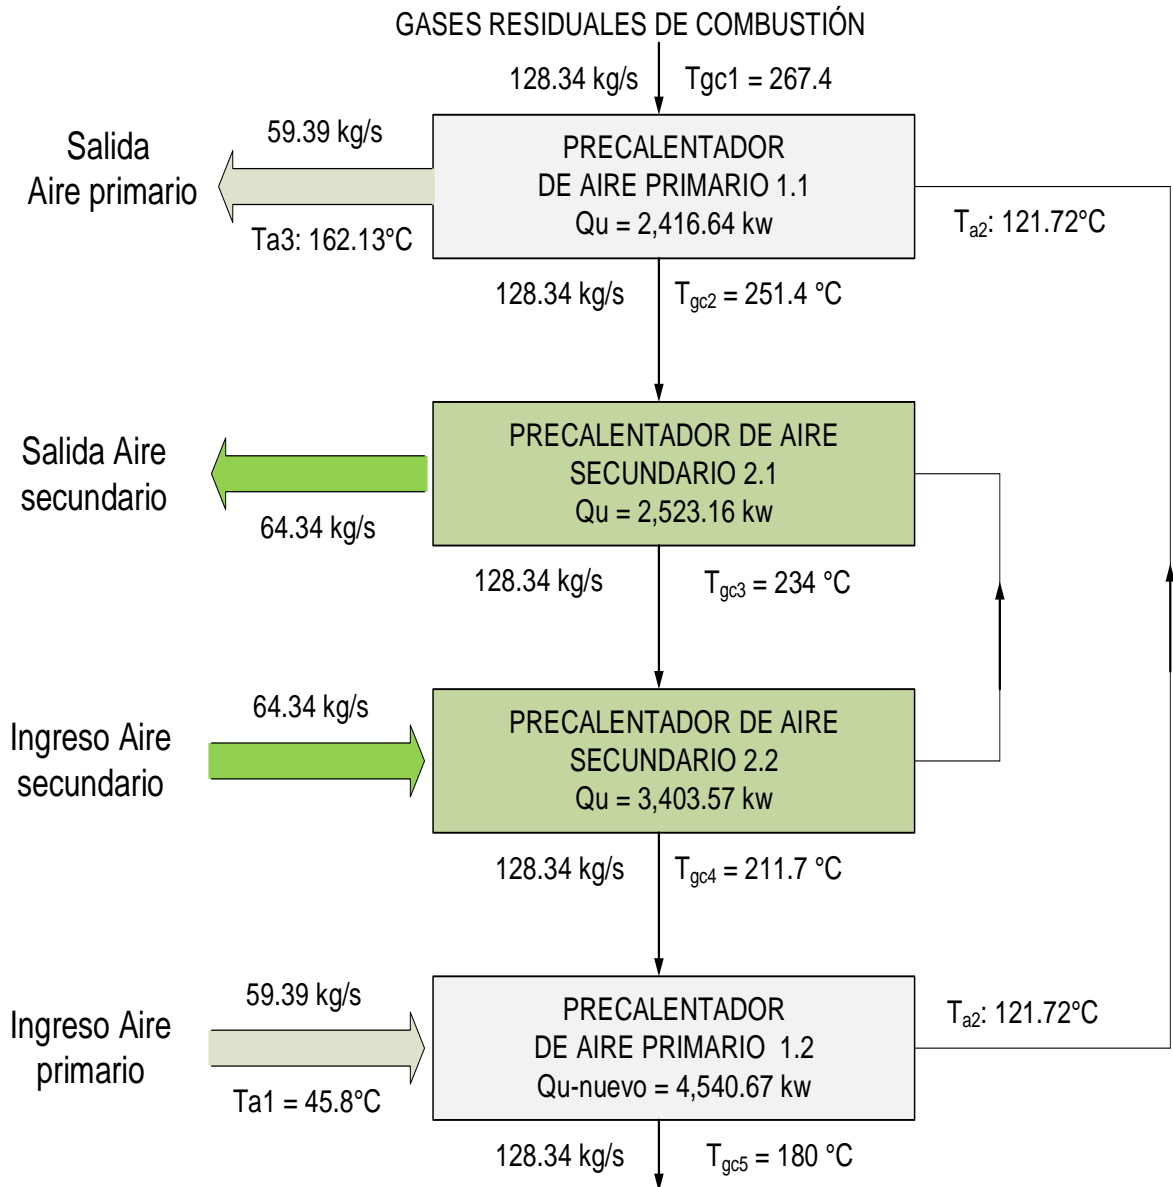 GASES RESIDUALES DE COMBUSTIÓN
128.34 kg/s
Tgc1 = 267.4
59.39 kg/s
Salida
Aire primario
Ta3: 162.13°C
PRECALENTADOR
DE AIRE PRIMARIO 1.1
Qu = 2,416.64 kw
Ta2: 121.72°C
128.34 kg/s
Tgc2 = 251.4 °C
Salida Aire
secundario
64.34 kg/s
PRECALENTADOR DE AIRE
SECUNDARIO 2.1
Qu = 2,523.16 kw
128.34 kg/s
Tgc3 = 234 °C
64.34 kg/s
Ingreso Aire
secundario
PRECALENTADOR DE AIRE
SECUNDARIO 2.2
Qu = 3,403.57 kw
128.34 kg/s
Tgc4 = 211.7 °C
59.39 kg/s
Ingreso Aire
primario
Ta1 = 45.8°C
PRECALENTADOR
DE AIRE PRIMARIO 1.2
Qu-nuevo = 4,540.67 kw
Ta2: 121.72°C
128.34 kg/s
Tgc5 = 180 °C